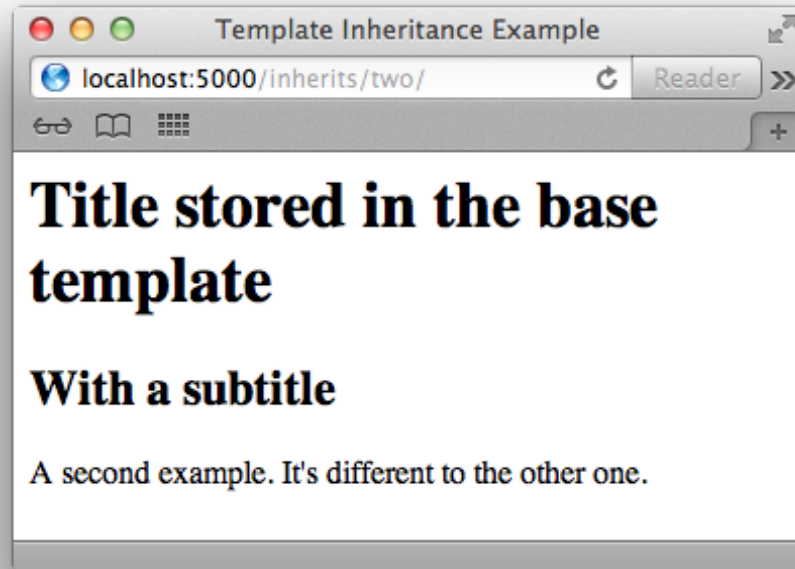 Template Inheritance Example
localhost:5000/inherits/two/ Reader
Title stored in the base
template
With a subtitle
A second example. It's different to the other one.